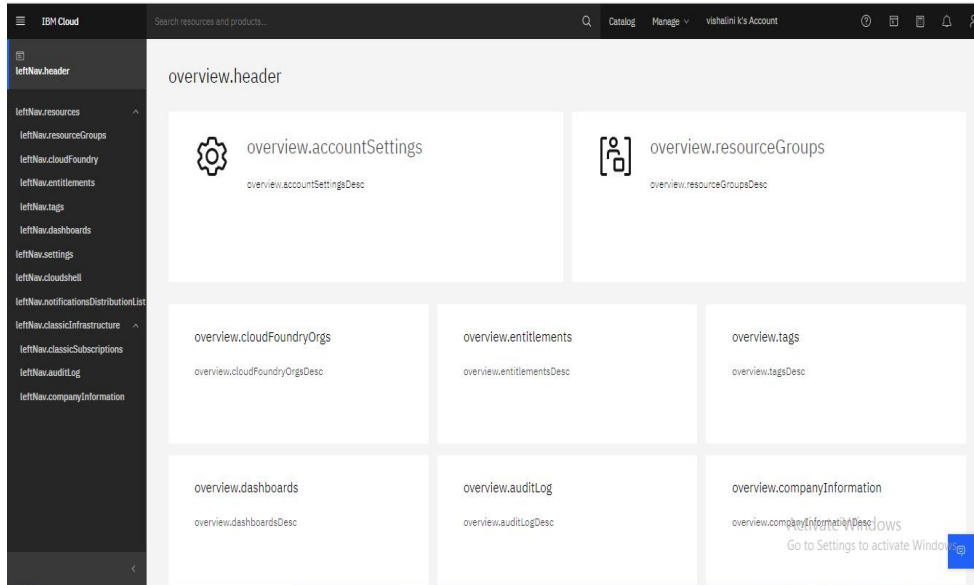 IBM Cloud
Search resources and products...
Catalog
Manage
vishalini k's Account
leftNav.header
leftNav.resources
leftNav.resourceGroups
leftNav.cloudFoundry
leftNav.entitlements
leftNav.tags
leftNav.dashboards
leftNav.settings
leftNav.cloudshell
leftNav.notificationsDistributionList
leftNav.classicInfrastructure
leftNav.classicSubscriptions
leftNav.auditLog
leftNav.companyInformation
overview.header
overview.accountSettings
overview.accountSettingsDesc
overview.resourceGroups
overview.resourceGroupsDesc
overview.cloudFoundryOrgs
overview.cloudFoundryOrgsDesc
overview.entitlements
overview.entitlementsDesc
overview.tags
overview.tagsDesc
overview.dashboards
overview.dashboardsDesc
overview.auditLog
overview.auditLogDesc
overview.companyInformation
overview.companyInformationDesc
Activate Windows
Go to Settings to activate Windows.